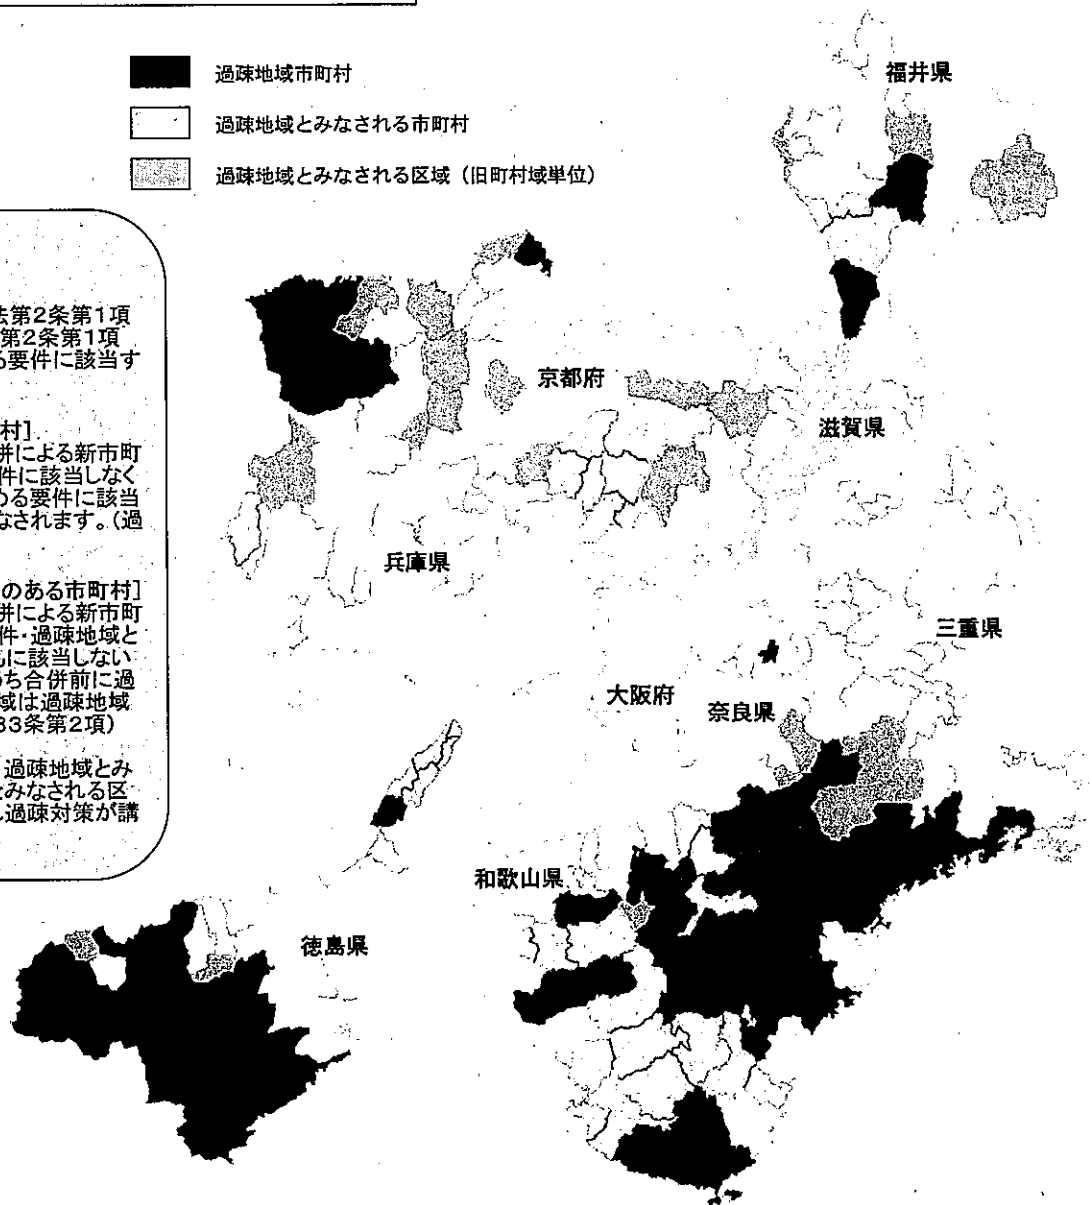 過疎地域市町村
過疎地域とみなされる市町村
過疎地域とみなされる区域（旧町村域単位）
法第2条第1項
第2条第1項
る要件に該当す
村］
併による新市町
件に該当しなく
める要件に該当
なされます。（過
のある市町村］
併による新市町
件・過疎地域と
に該当しない
うち合併前に過
域は過疎地域
33条第2項）
過疎地域とみ
とみなされる区
過疎対策が講
福井県
京都府
滋賀県
兵庫県
三重県
大阪府
奈良県
和歌山県
徳島県